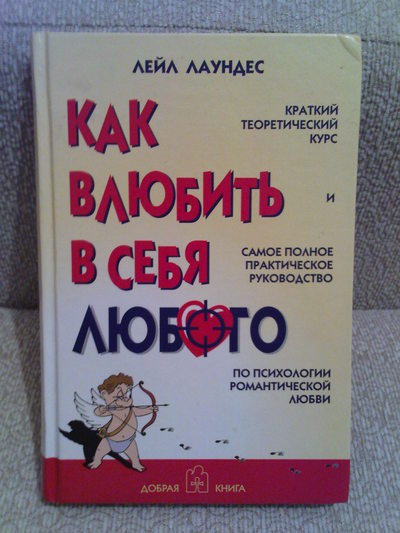 ЛЕЙЛ ЛАУНДЕС
КАК
ВЛЮБИТЬ
В СЕБЯ
ЛЮБОГО
КРАТКИЙ
ТЕОРЕТИЧЕСКИЙ
КУРС
И
САМОЕ ПОЛНОЕ
ПРАКТИЧЕСКОЕ
РУКОВОДСТВО
ПО ПСИХОЛОГИИ
РОМАНТИЧЕСКОЙ
ЛЮБВИ
ДОБРАЯ КНИГА